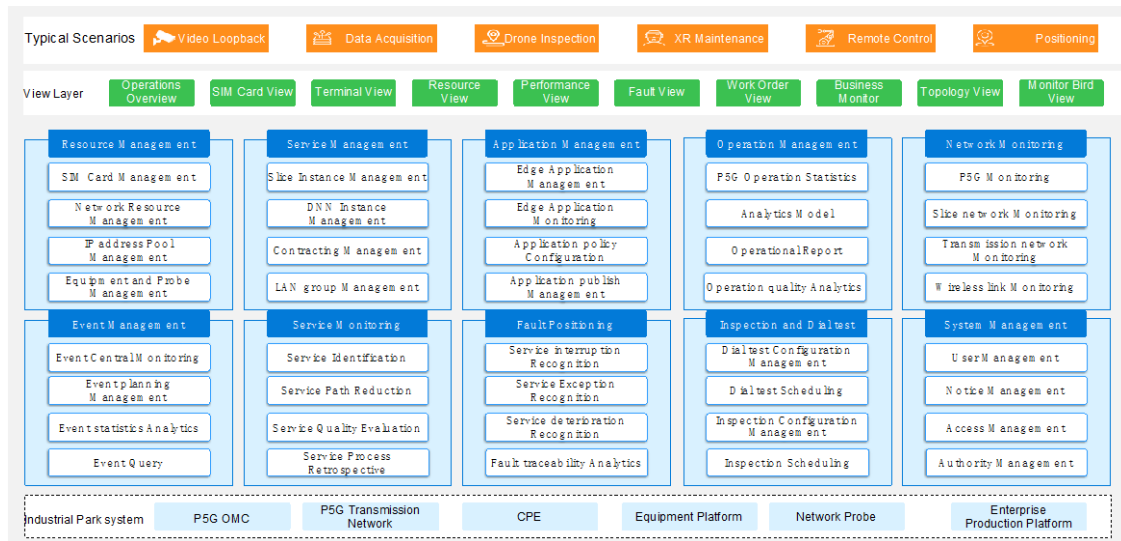 Typical Scenarios
Video Loopback
Data Acquisition
Drone Inspection
XR Maintenance
Remote Control
Positioning
View Layer
Operations
Overview
SIM Card View
Terminal View
Resource
View
Performance
View
Fault View
Work Order
View
Business
Monitor
Topology View
Monitor Bird
View
Resource Management
SIM Card Management
Network Resource
Management
IP address Pool
Management
Equipment and Probe
Management
Service Management
Slice Instance Management
DNN Instance
Management
Contracting Management
LAN group Management
Application Management
Edge Application
Management
Edge Application
Monitoring
Application policy
Configuration
Application publish
Management
Operation Management
P5G Operation Statistics
Analytics Model
Operational Report
Operation quality Analytics
Network Monitoring
P5G Monitoring
Slice network Monitoring
Transmission network
Monitoring
Wireless link Monitoring
Event Management
Event Central Monitoring
Event planning
Management
Event statistics Analytics
Event Query
Service Monitoring
Service Identification
Service Path Reduction
Service Quality Evaluation
Service Process
Retrospective
Fault Positioning
Service interruption
Recognition
Service Exception
Recognition
Service deterioration
Recognition
Fault traceability Analytics
Inspection and Dialtest
Dialtest Configuration
Management
Dialtest Scheduling
Inspection Configuration
Management
Inspection Scheduling
System Management
User Management
Notice Management
Access Management
Authority Management
Industrial Park system
P5G OMC
P5G Transmission
Network
CPE
Equipment Platform
Network Probe
Enterprise
Production Platform